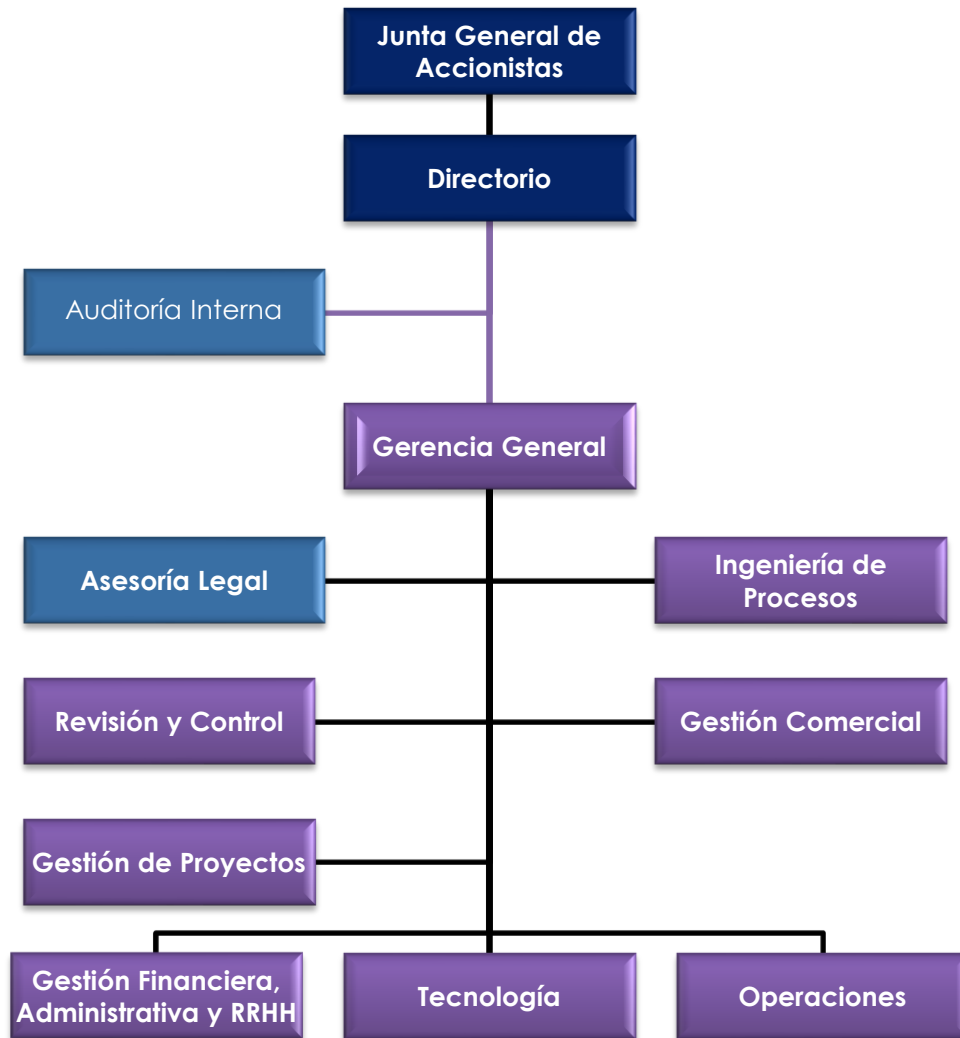 Junta General de
Accionistas
Directorio
Auditoría Interna
Gerencia General
Asesoría Legal
Ingeniería de
Procesos
Revisión y Control
Gestión Comercial
Gestión de Proyectos
Gestión Financiera,
Administrativa y RRHH
Tecnología
Operaciones